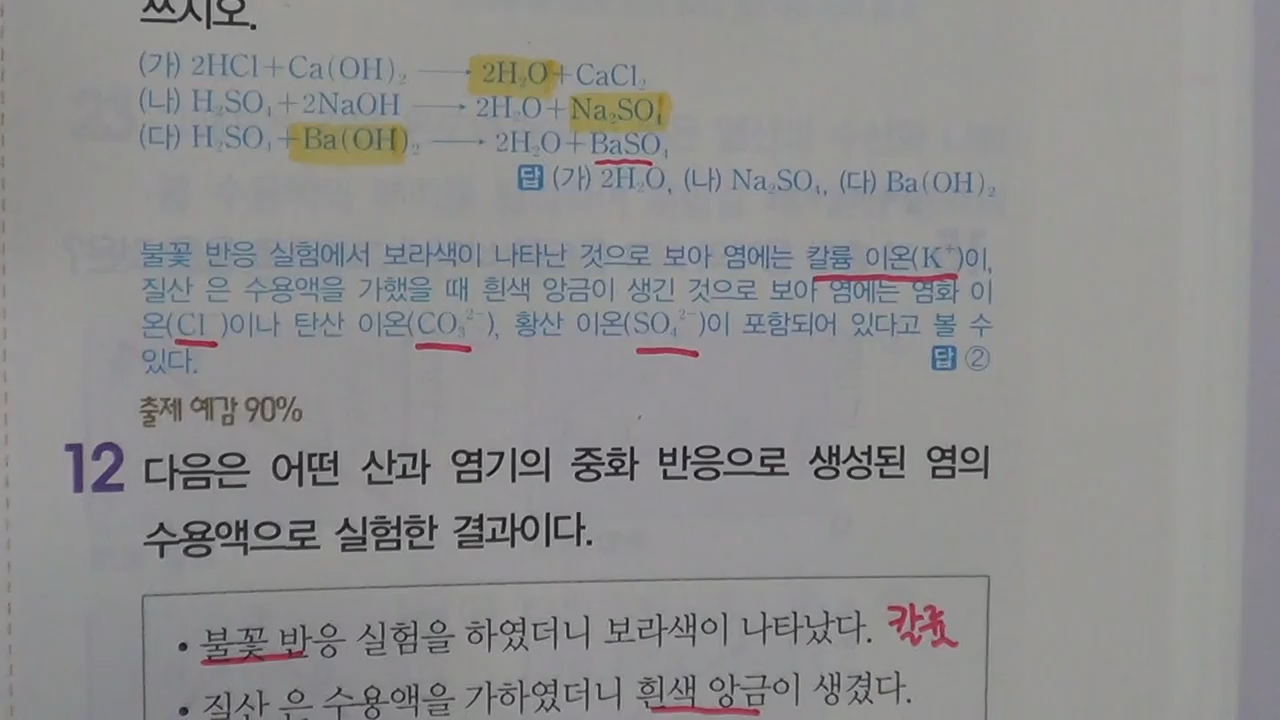 쓰시오.
(가) 2HCl+Ca(OH)₂ ⟶ 2H₂O+CaCl₂
(나) H₂SO₄+2NaOH ⟶ 2H₂O+Na₂SO₄
(다) H₂SO₄+Ba(OH)₂ ⟶ 2H₂O+BaSO₄
답 (가) 2H₂O, (나) Na₂SO₄, (다) Ba(OH)₂
불꽃 반응 실험에서 보라색이 나타난 것으로 보아 염에는 칼륨 이온(K⁺)이,
질산 은 수용액을 가했을 때 흰색 앙금이 생긴 것으로 보아 염에는 염화 이
온(Cl⁻)이나 탄산 이온(CO₃²⁻), 황산 이온(SO₄²⁻)이 포함되어 있다고 볼 수
있다. 답 ②
출제 예감 90%
12 다음은 어떤 산과 염기의 중화 반응으로 생성된 염의
수용액으로 실험한 결과이다.
• 불꽃 반응 실험을 하였더니 보라색이 나타났다. 칼륨
• 질산 은 수용액을 가하였더니 흰색 앙금이 생겼다.